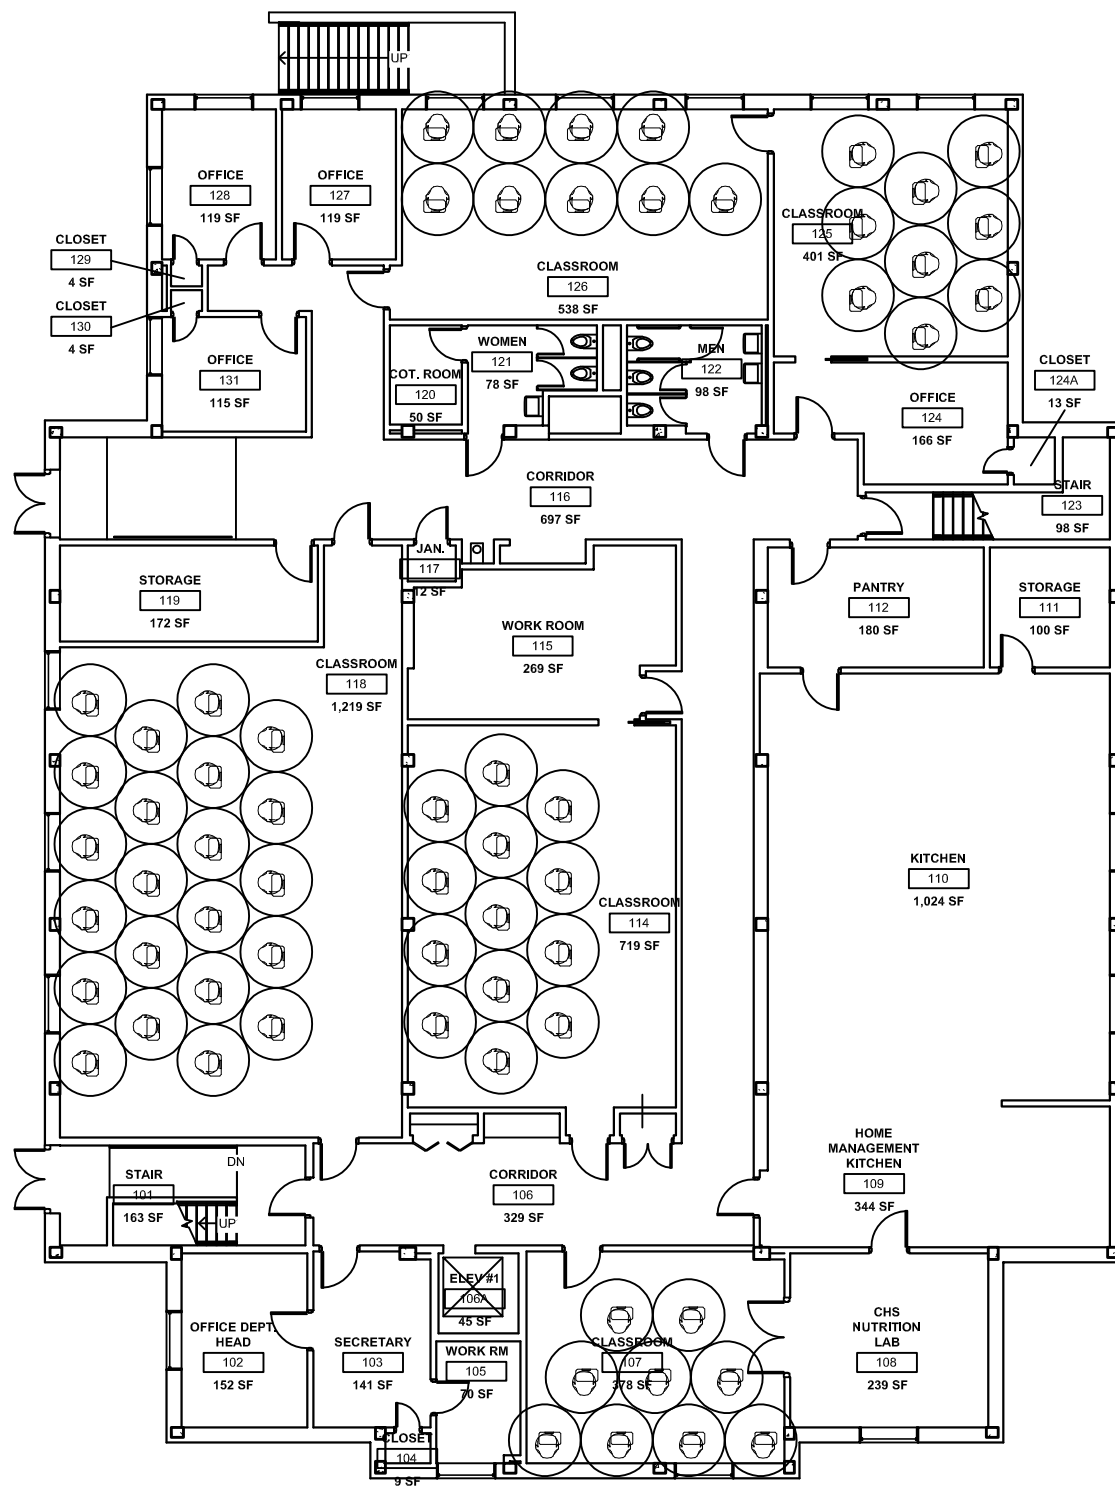 UP
OFFICE
128
119 SF
OFFICE
127
119 SF
CLASSROOM
125
401 SF
CLOSET
129
4 SF
CLASSROOM
126
538 SF
CLOSET
130
4 SF
OFFICE
131
115 SF
COT. ROOM
120
50 SF
WOMEN
121
78 SF
MEN
122
98 SF
CLOSET
124A
13 SF
OFFICE
124
166 SF
CORRIDOR
116
697 SF
STAIR
123
98 SF
JAN.
117
12 SF
STORAGE
119
172 SF
PANTRY
112
180 SF
STORAGE
111
100 SF
WORK ROOM
115
269 SF
CLASSROOM
118
1,219 SF
KITCHEN
110
1,024 SF
CLASSROOM
114
719 SF
HOME
MANAGEMENT
KITCHEN
109
344 SF
DN
STAIR
101
163 SF
UP
CORRIDOR
106
329 SF
ELEV #1
106A
45 SF
OFFICE DEPT.
HEAD
102
152 SF
SECRETARY
103
141 SF
WORK RM
105
70 SF
CLASSROOM
107
378 SF
CHS
NUTRITION
LAB
108
239 SF
CLOSET
104
9 SF